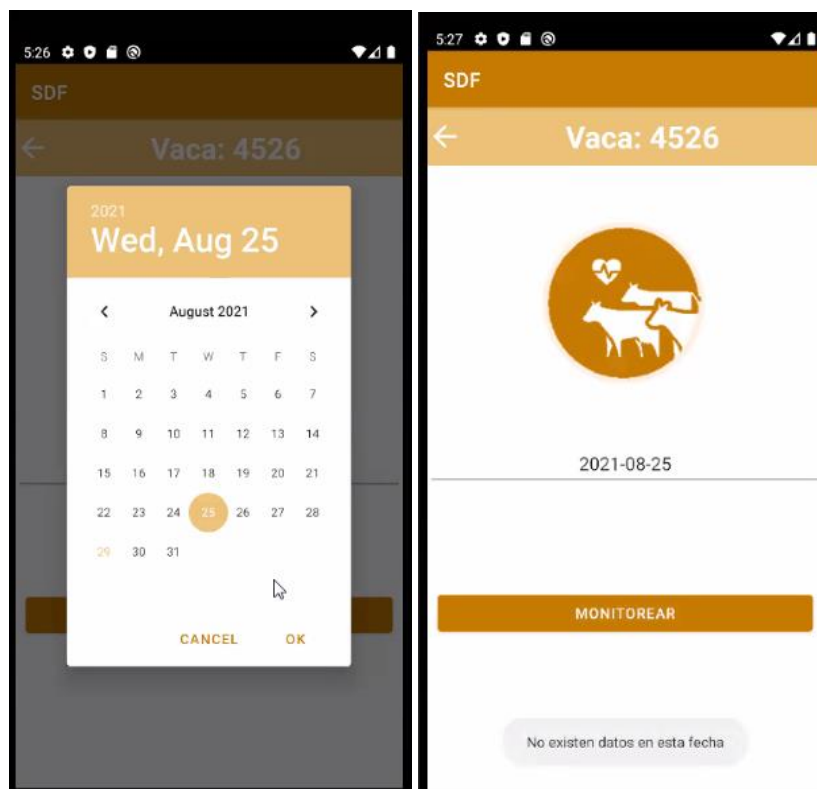 5:26
SDF
Vaca: 4526
2021
Wed, Aug 25
August 2021
S M T W T F S
1 2 3 4 5 6 7
8 9 10 11 12 13 14
15 16 17 18 19 20 21
22 23 24 25 26 27 28
29 30 31
CANCEL OK
5:27
SDF
Vaca: 4526
2021-08-25
MONITOREAR
No existen datos en esta fecha